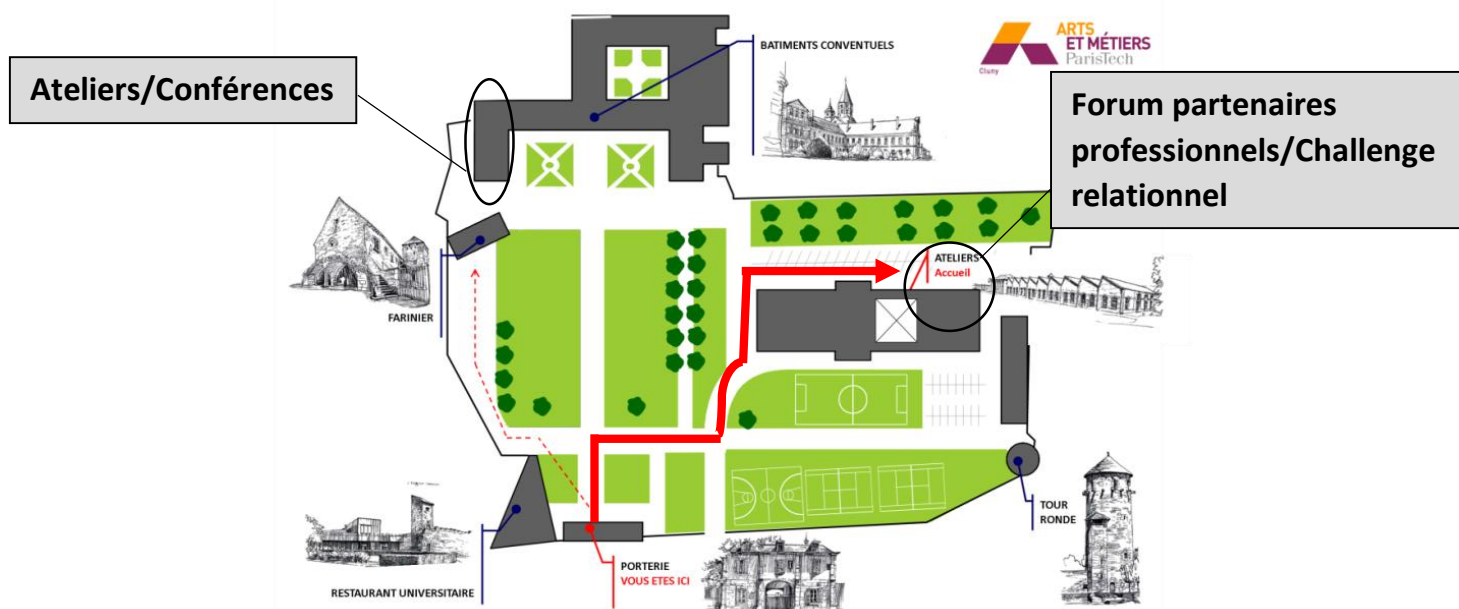 Ateliers/Conférences
BATIMENTS CONVENTUELS
ARTS
ET MÉTIERS
ParisTech
Cluny
Forum partenaires
professionnels/Challenge
relationnel
ATELIERS
Accueil
FARINIER
TOUR
RONDE
PORTERIE
VOUS ETES ICI
RESTAURANT UNIVERSITAIRE